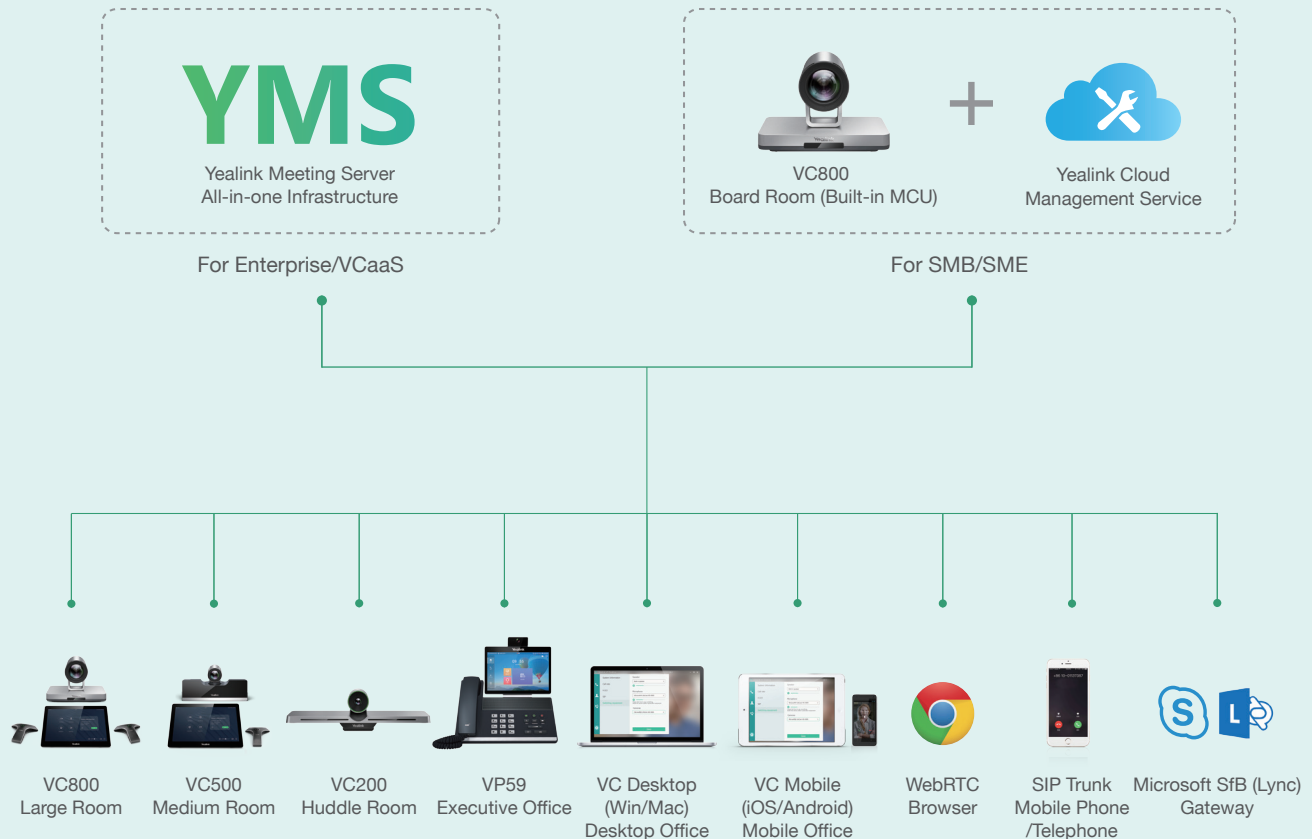 YMS
Yealink Meeting Server
All-in-one Infrastructure
VC800
Board Room (Built-in MCU)
Yealink Cloud
Management Service
For Enterprise/VCaaS
For SMB/SME
VC800
Large Room
VC500
Medium Room
VC200
Huddle Room
VP59
Executive Office
VC Desktop
(Win/Mac)
Desktop Office
VC Mobile
(iOS/Android)
Mobile Office
WebRTC
Browser
SIP Trunk
Mobile Phone
/Telephone
S
L
Microsoft SfB (Lync)
Gateway